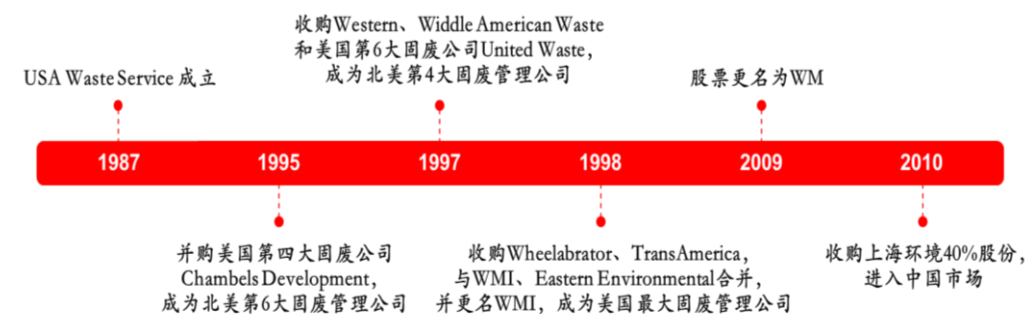 收购Western、Widdle American Waste
和美国第6大固废公司United Waste，
成为北美第4大固废管理公司
USA Waste Service 成立
股票更名为WM
1987
1995
1997
1998
2009
2010
并购美国第四大固废公司
Chambels Development，
成为北美第6大固废管理公司
收购Wheelabrator、TransAmerica，
与WMI、Eastern Environmental合并，
并更名WMI，成为美国最大固废管理公司
收购上海环境40%股份，
进入中国市场